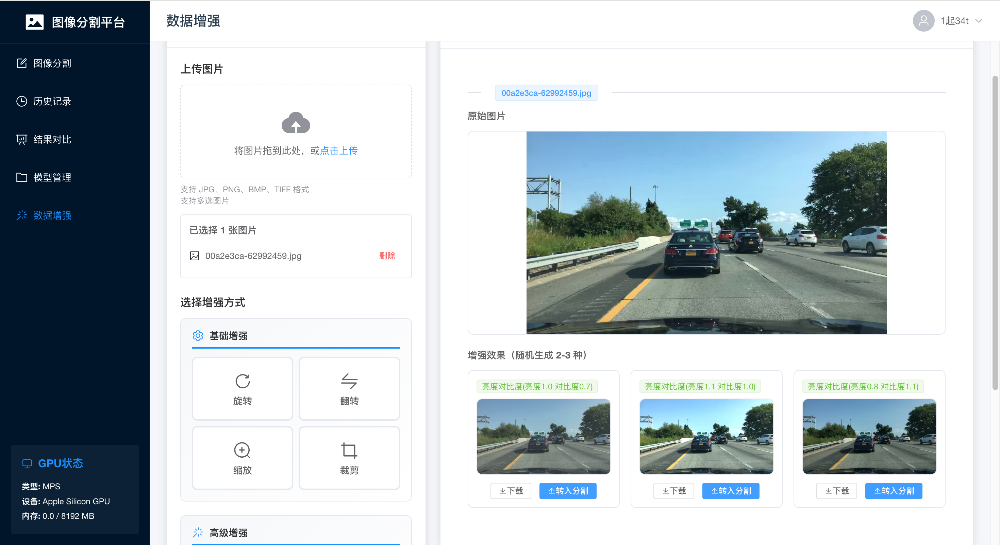 图像分割平台
图像分割
历史记录
结果对比
模型管理
数据增强
GPU状态
类型: MPS
设备: Apple Silicon GPU
内存: 0.0 / 8192 MB
数据增强
1起34t
上传图片
将图片拖到此处，或点击上传
支持 JPG、PNG、BMP、TIFF 格式
支持多选图片
已选择 1 张图片
00a2e3ca-62992459.jpg
删除
选择增强方式
基础增强
旋转
翻转
缩放
裁剪
高级增强
00a2e3ca-62992459.jpg
原始图片
增强效果（随机生成 2-3 种）
亮度对比度(亮度1.0 对比度0.7)
下载
转入分割
亮度对比度(亮度1.1 对比度1.0)
下载
转入分割
亮度对比度(亮度0.8 对比度1.1)
下载
转入分割